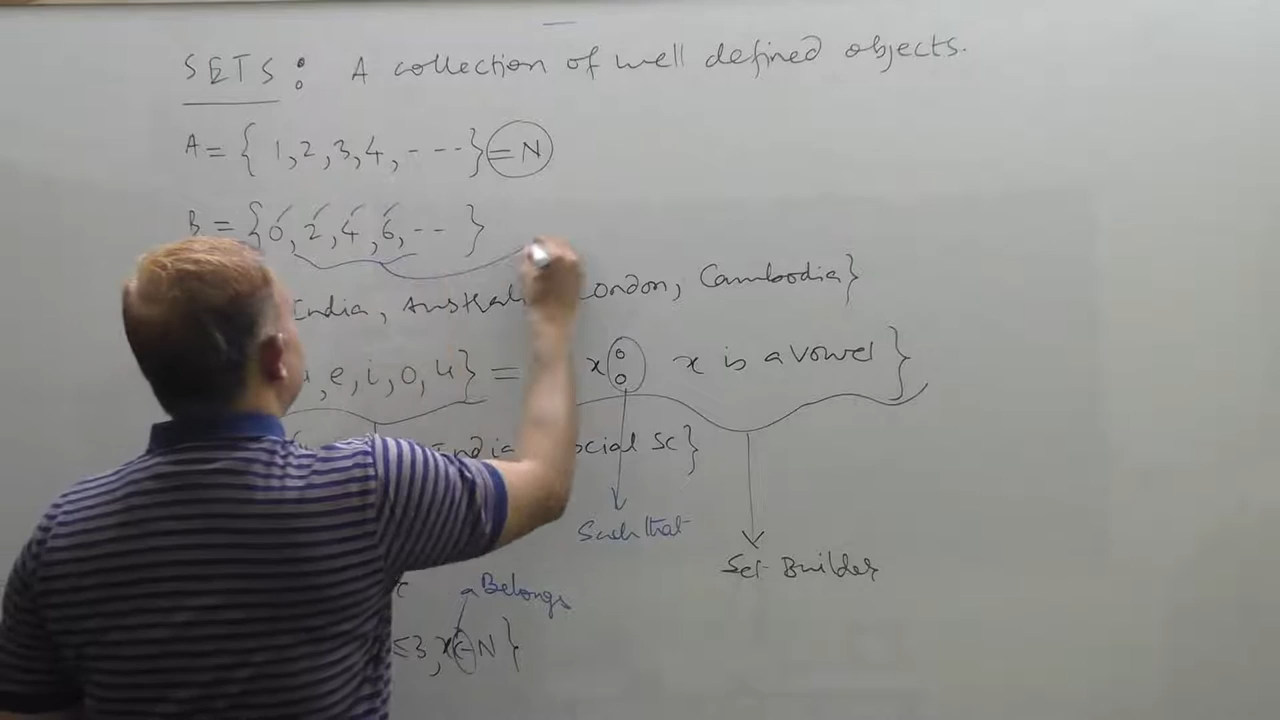 SETS : A collection of well defined objects.
A = { 1, 2, 3, 4, - - - -} = N
B = {0, 2, 4, 6, - - }
India, Australi London, Cambodia}
, e, i, o, u} = x : x is a vowel }
India Social Sc}
Such that
Set Builder
Belongs
≤3, x ∈ N }